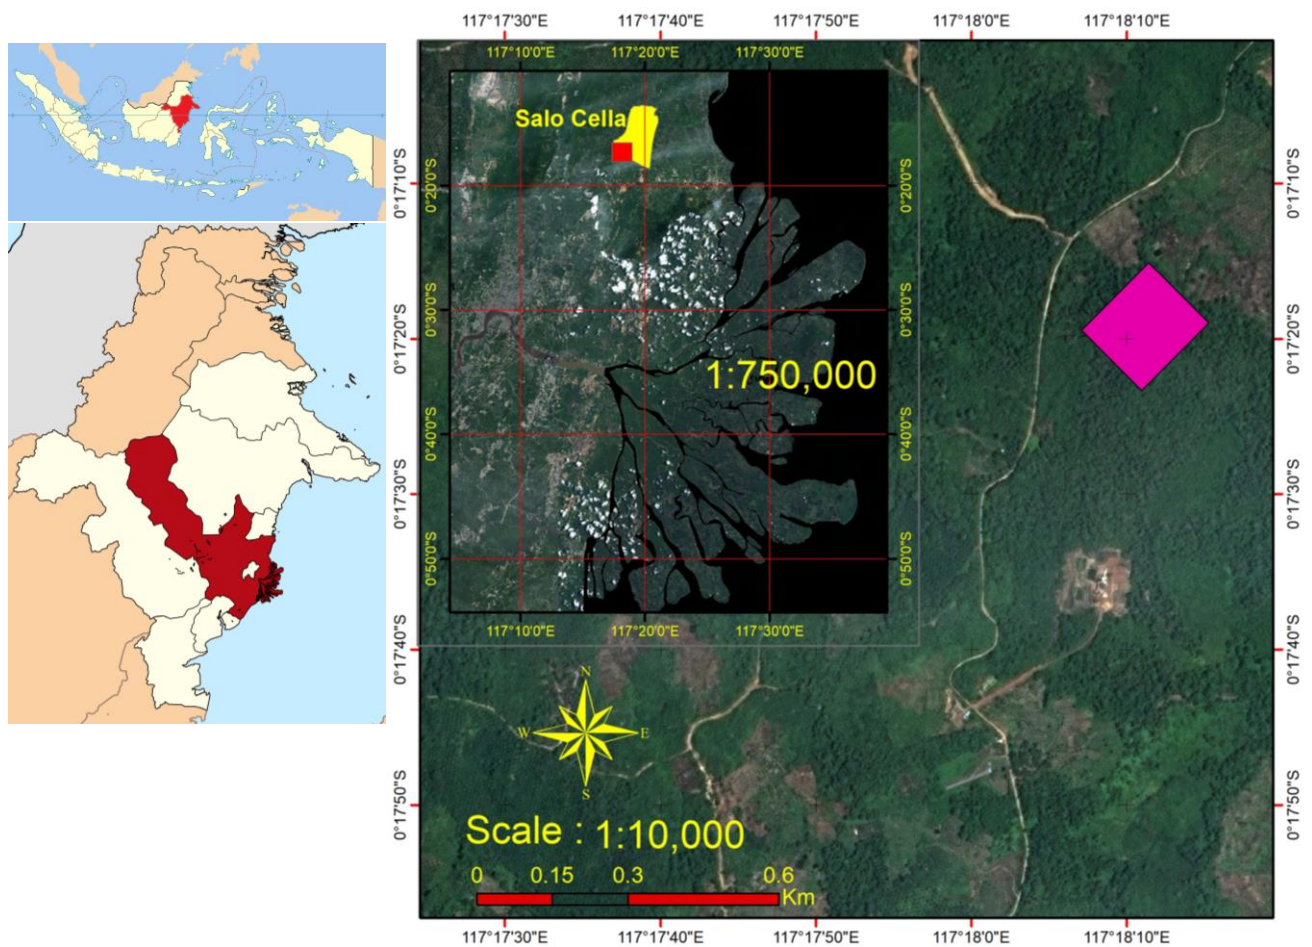 117°17'30"E 117°17'40"E 117°17'50"E 117°18'0"E 117°18'10"E
117°10'0"E 117°20'0"E 117°30'0"E
Salo Cella
0°17'10"S
0°20'0"S
0°20'0"S
0°17'10"S
0°30'0"S
0°30'0"S
0°17'20"S
0°17'20"S
1:750,000
0°40'0"S
0°40'0"S
0°17'30"S
0°17'30"S
0°50'0"S
0°50'0"S
117°10'0"E 117°20'0"E 117°30'0"E
0°17'40"S
0°17'40"S
N
W E
S
0°17'50"S
0°17'50"S
Scale : 1:10,000
0 0.15 0.3 0.6
Km
117°17'30"E 117°17'40"E 117°17'50"E 117°18'0"E 117°18'10"E